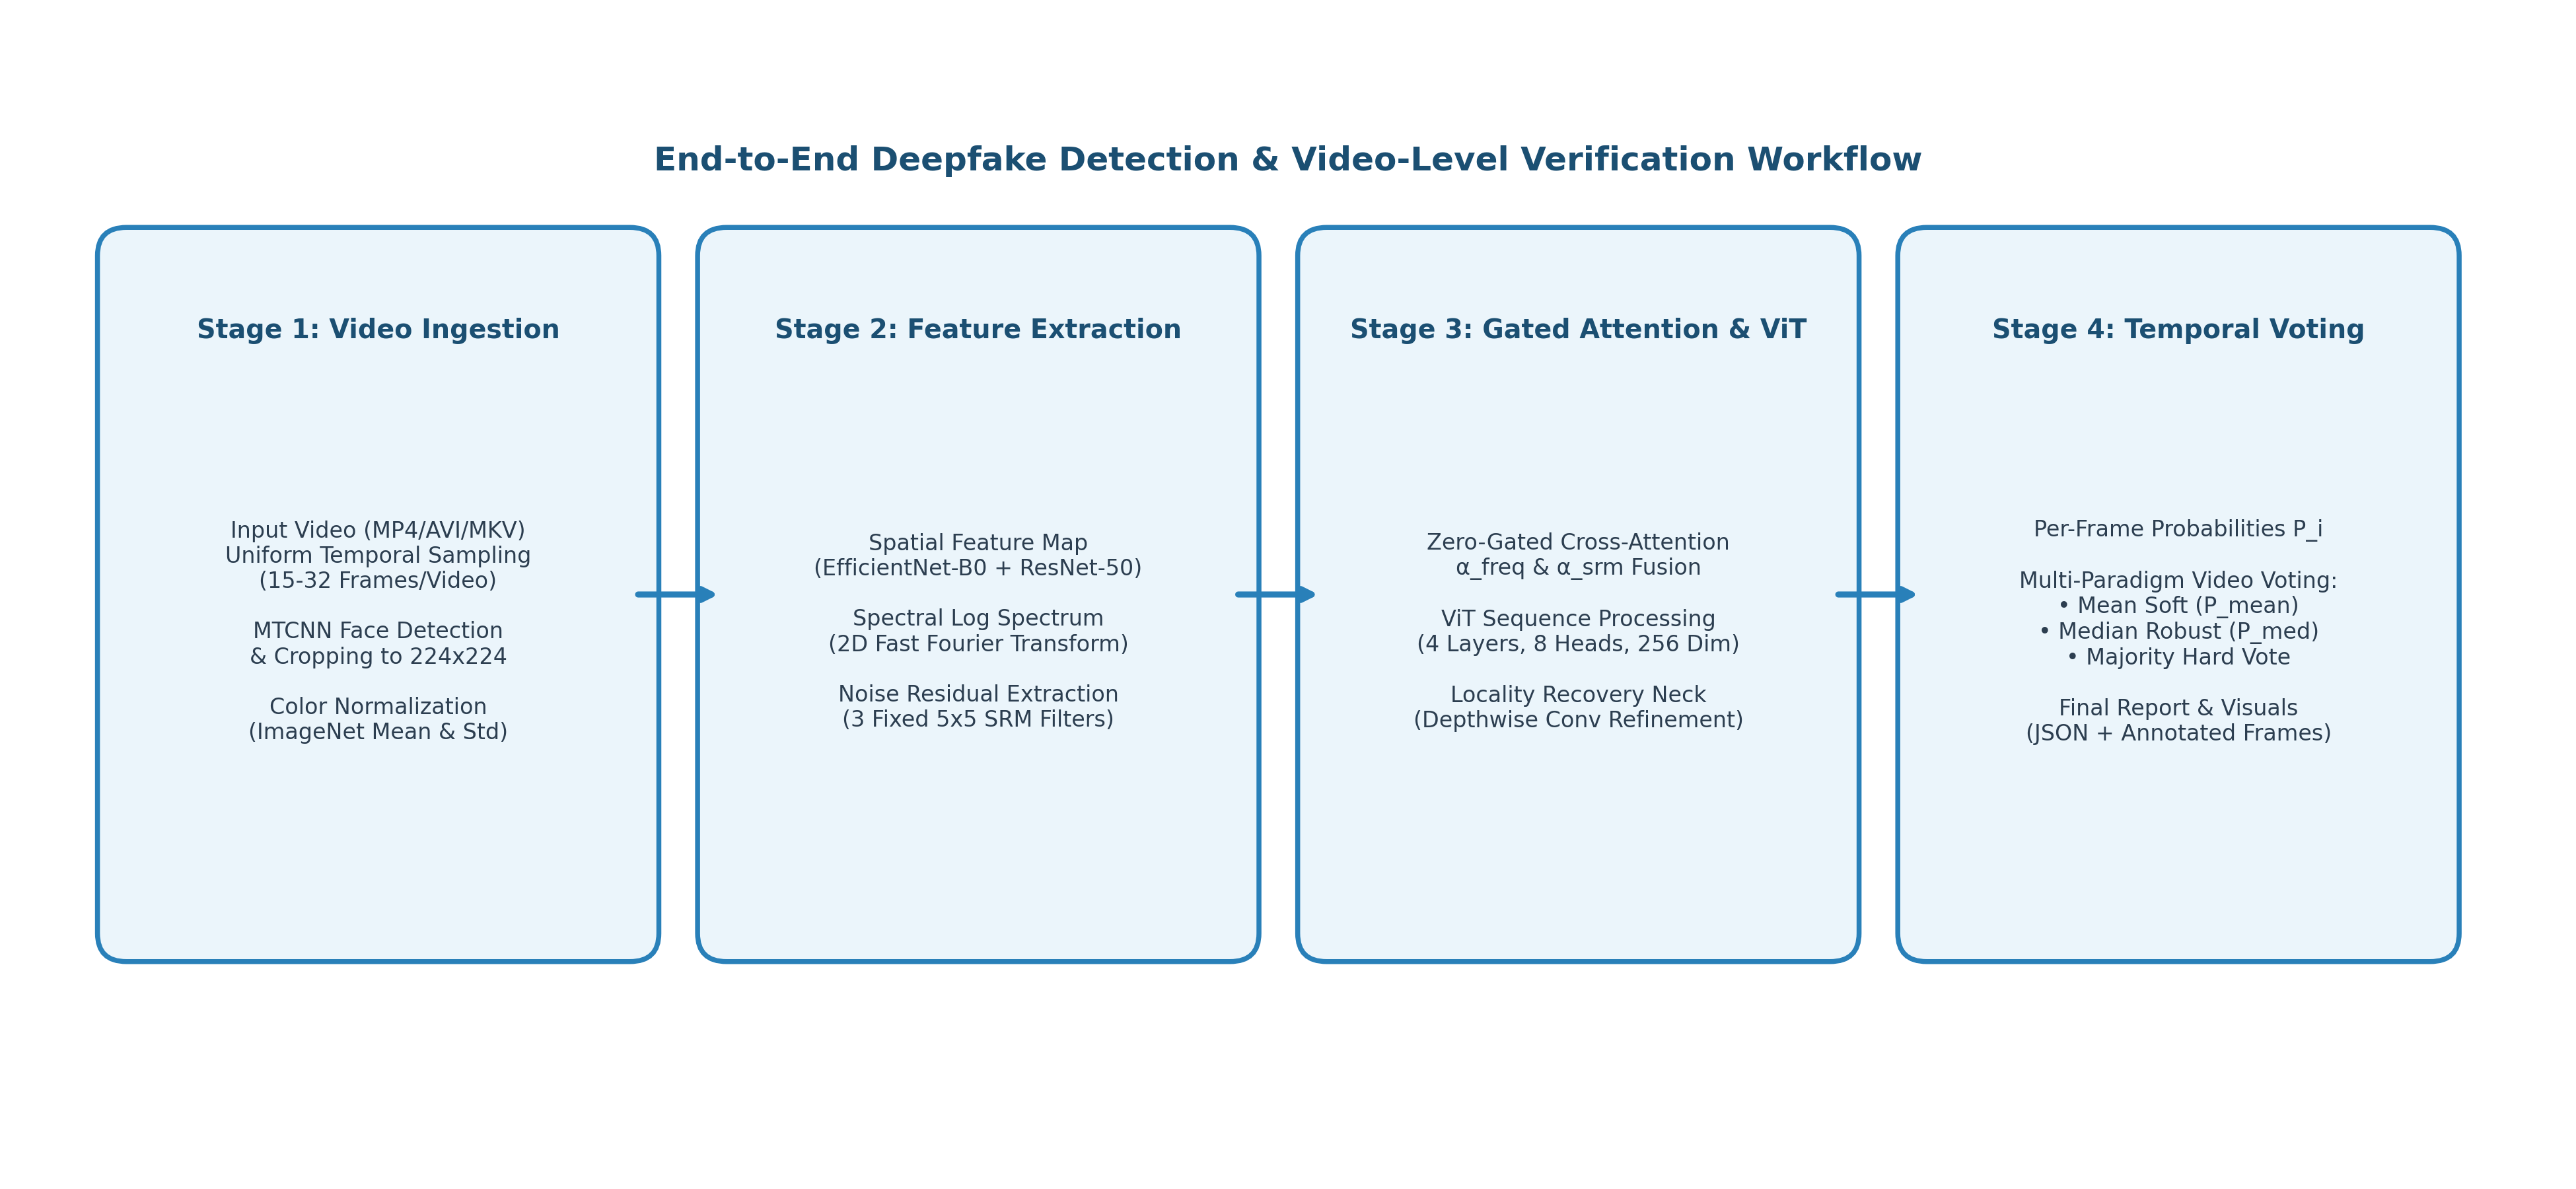 End-to-End Deepfake Detection & Video-Level Verification Workflow
Stage 1: Video Ingestion
Input Video (MP4/AVI/MKV)
Uniform Temporal Sampling
(15-32 Frames/Video)
MTCNN Face Detection
& Cropping to 224x224
Color Normalization
(ImageNet Mean & Std)
Stage 2: Feature Extraction
Spatial Feature Map
(EfficientNet-B0 + ResNet-50)
Spectral Log Spectrum
(2D Fast Fourier Transform)
Noise Residual Extraction
(3 Fixed 5x5 SRM Filters)
Stage 3: Gated Attention & ViT
Zero-Gated Cross-Attention
α_freq & α_srm Fusion
ViT Sequence Processing
(4 Layers, 8 Heads, 256 Dim)
Locality Recovery Neck
(Depthwise Conv Refinement)
Stage 4: Temporal Voting
Per-Frame Probabilities P_i
Multi-Paradigm Video Voting:
• Mean Soft (P_mean)
• Median Robust (P_med)
• Majority Hard Vote
Final Report & Visuals
(JSON + Annotated Frames)